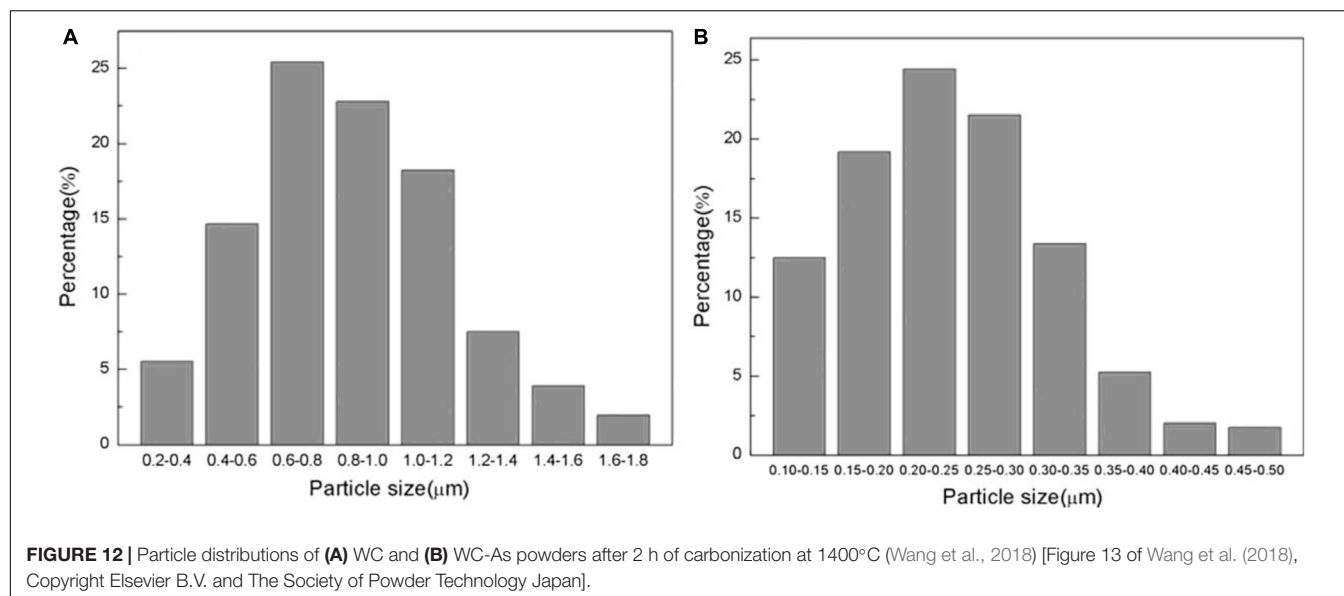 A
Percentage(%)
25
20
15
10
5
0
0.2-0.4 0.4-0.6 0.6-0.8 0.8-1.0 1.0-1.2 1.2-1.4 1.4-1.6 1.6-1.8
Particle size(μm)
B
Percentage(%)
25
20
15
10
5
0
0.10-0.15 0.15-0.20 0.20-0.25 0.25-0.30 0.30-0.35 0.35-0.40 0.40-0.45 0.45-0.50
Particle size(μm)
FIGURE 12 | Particle distributions of (A) WC and (B) WC-As powders after 2 h of carbonization at 1400°C (Wang et al., 2018) [Figure 13 of Wang et al. (2018),
Copyright Elsevier B.V. and The Society of Powder Technology Japan].